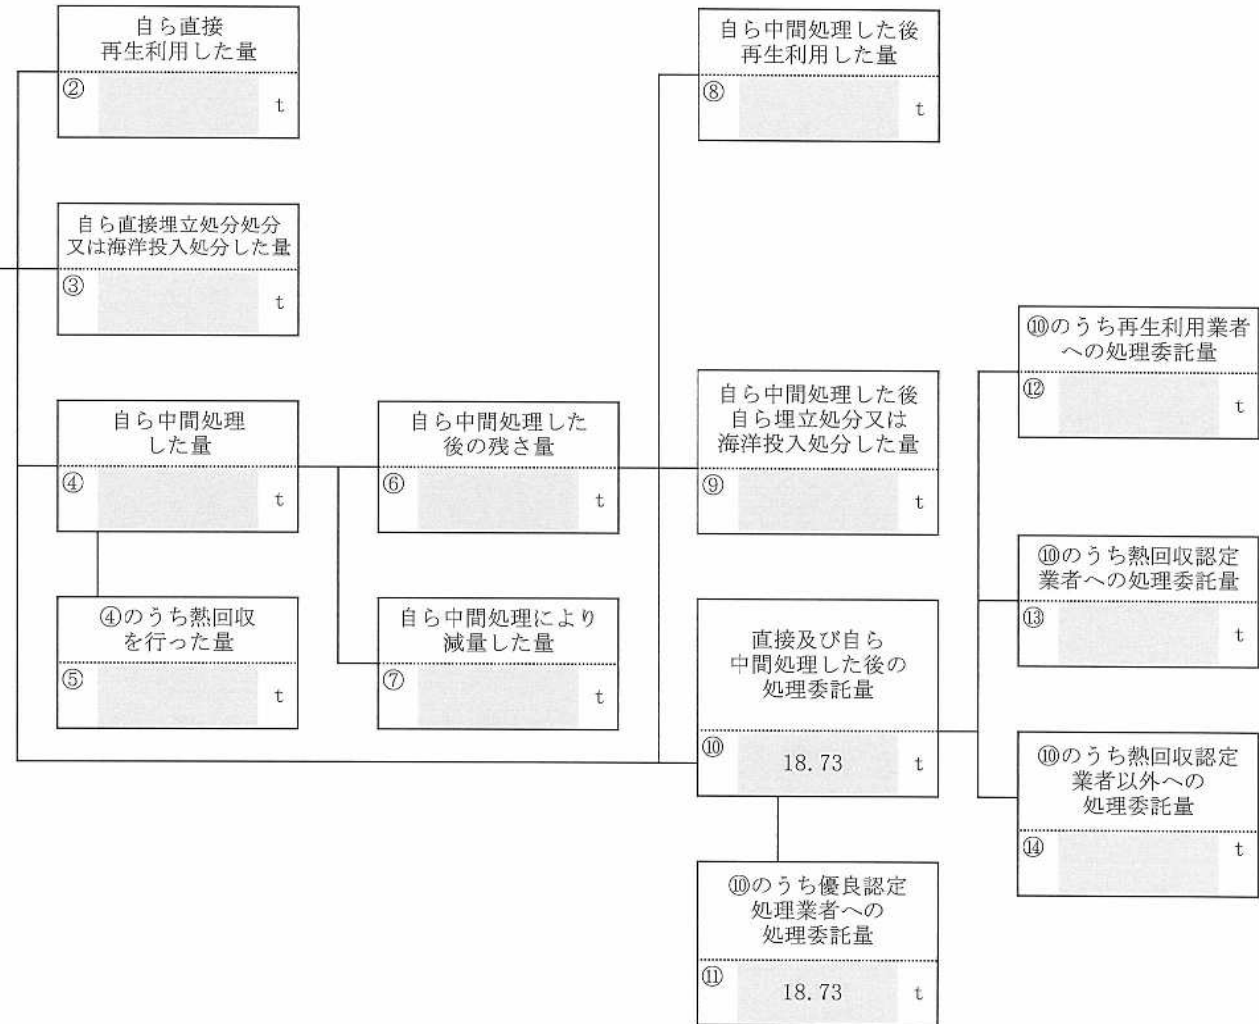 自ら直接
再生利用した量
②
t
自ら中間処理した後
再生利用した量
⑧
t
自ら直接埋立処分処分
又は海洋投入処分した量
③
t
⑩のうち再生利用業者
への処理委託量
⑫
t
自ら中間処理
した量
④
t
自ら中間処理した
後の残さ量
⑥
t
自ら中間処理した後
自ら埋立処分又は
海洋投入処分した量
⑨
t
⑩のうち熱回収認定
業者への処理委託量
⑬
t
④のうち熱回収
を行った量
⑤
t
自ら中間処理により
減量した量
⑦
t
直接及び自ら
中間処理した後の
処理委託量
⑩ 18.73 t
⑩のうち熱回収認定
業者以外への
処理委託量
⑭
t
⑩のうち優良認定
処理業者への
処理委託量
⑪ 18.73 t